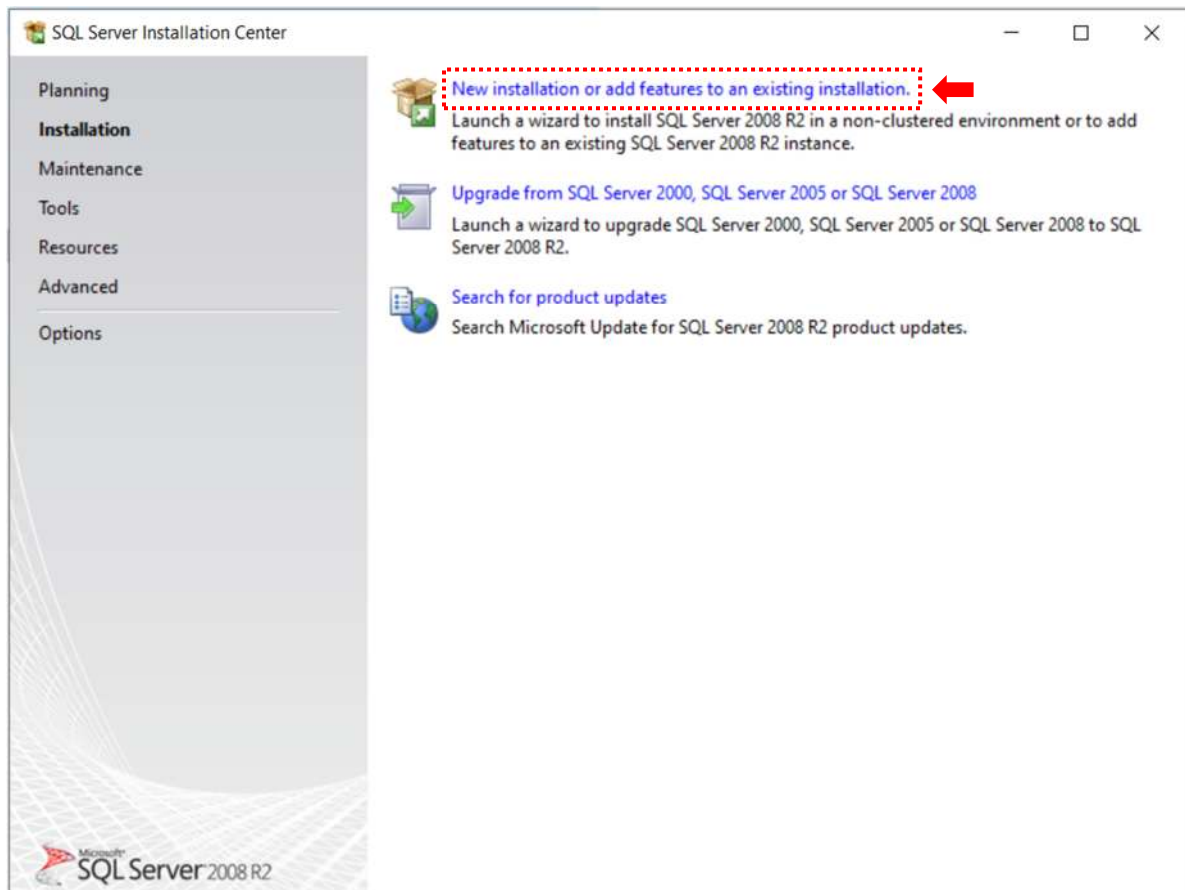 SQL Server Installation Center
Planning
Installation
Maintenance
Tools
Resources
Advanced
Options
New installation or add features to an existing installation.
Launch a wizard to install SQL Server 2008 R2 in a non-clustered environment or to add
features to an existing SQL Server 2008 R2 instance.
Upgrade from SQL Server 2000, SQL Server 2005 or SQL Server 2008
Launch a wizard to upgrade SQL Server 2000, SQL Server 2005 or SQL Server 2008 to SQL
Server 2008 R2.
Search for product updates
Search Microsoft Update for SQL Server 2008 R2 product updates.
Microsoft®
SQL Server 2008 R2